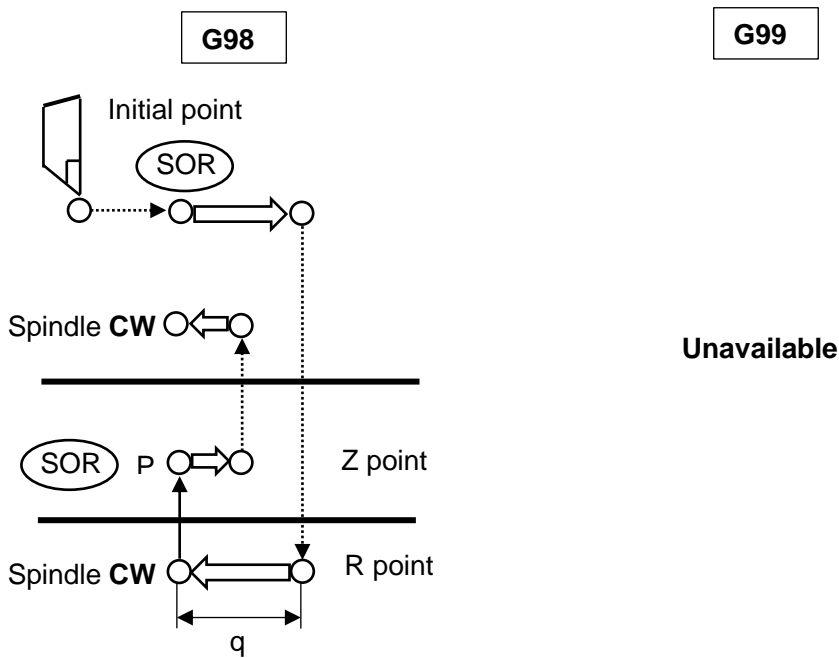 G98
G99
Initial point
SOR
Spindle CW
Unavailable
SOR
P
Z point
Spindle CW
R point
q